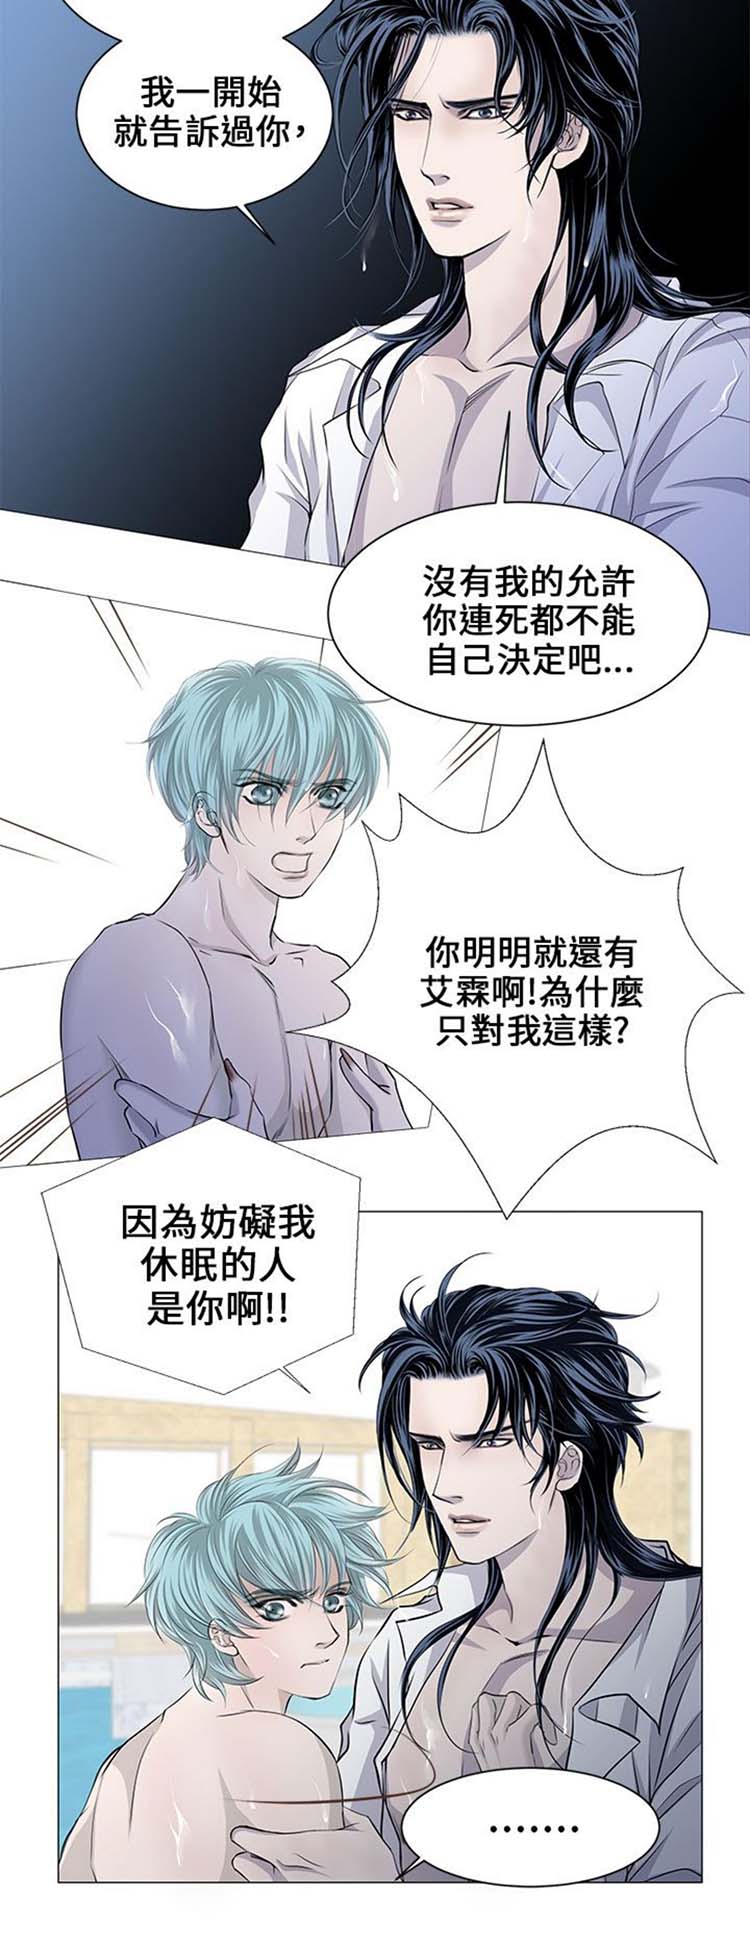 我一開始
就告訴過你，
沒有我的允許
你連死都不能
自己決定吧...
你明明就還有
艾霖啊!為什麼
只對我這樣?
因為妨礙我
休眠的人
是你啊!!
.......